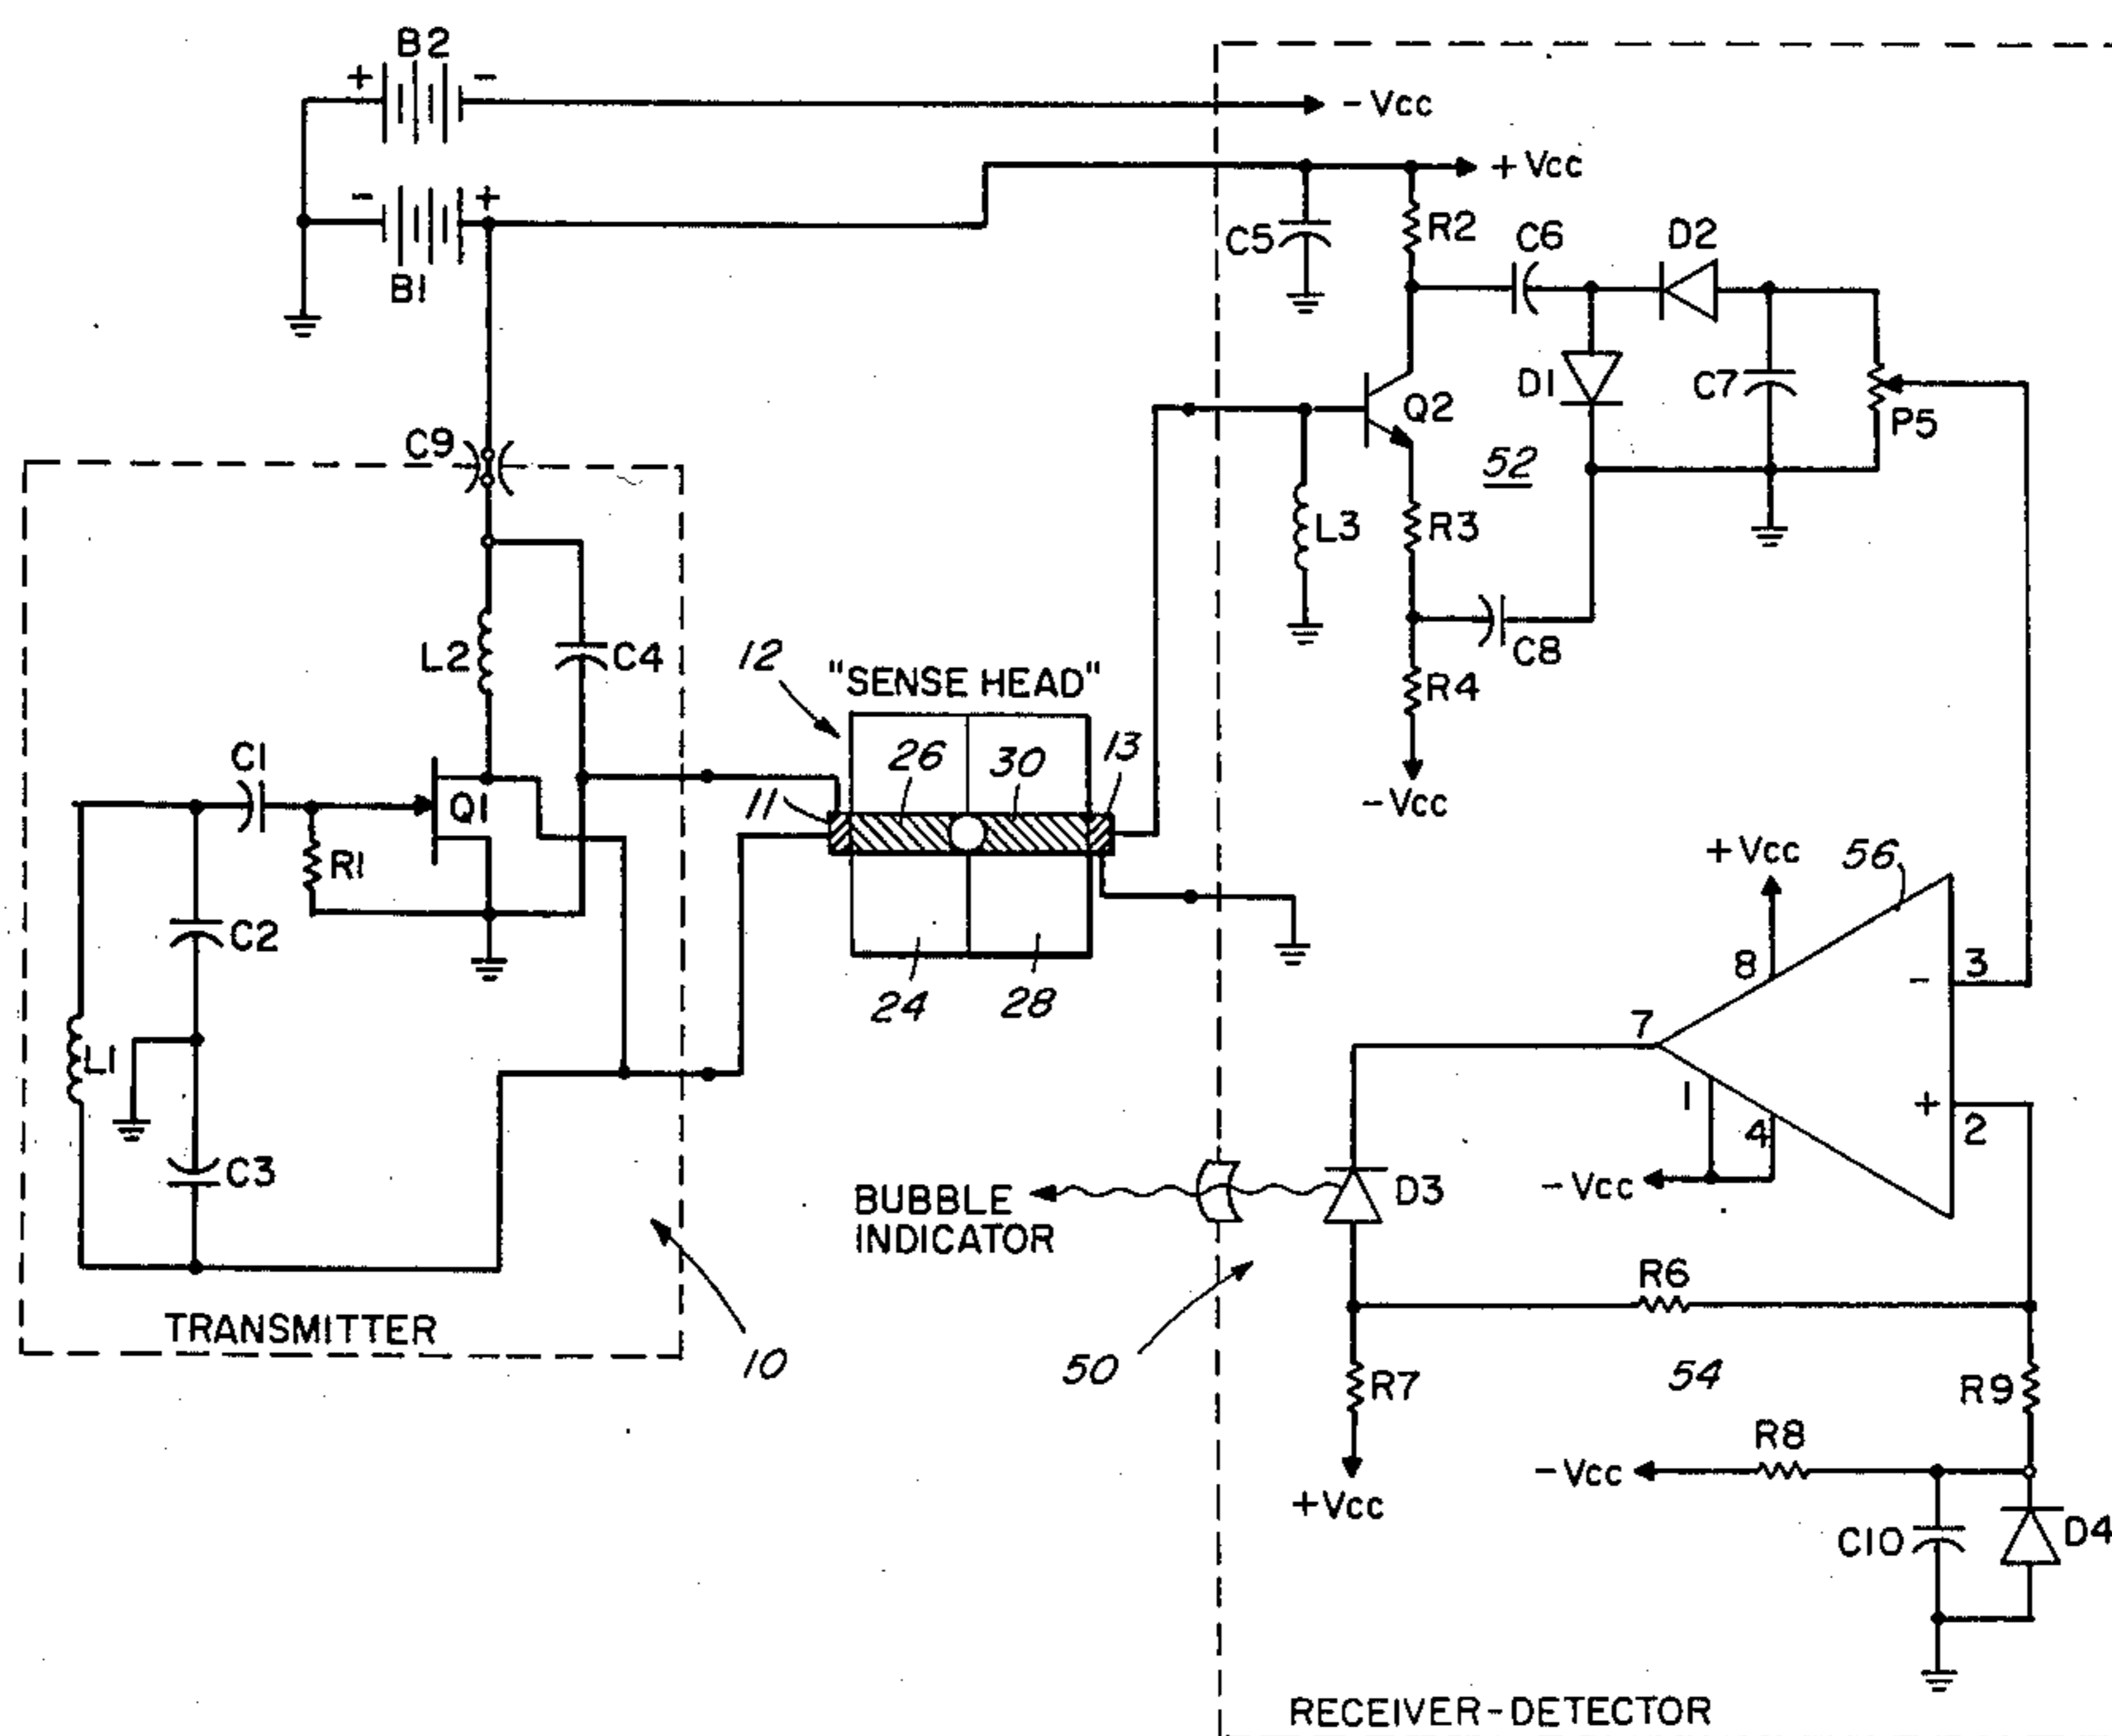 B2
+ -
-Vcc
- +
B1
+Vcc
C5
R2
C6
D2
D1
C7
P5
Q2
52
C9
L3
R3
C8
R4
-Vcc
L2
C4
12
"SENSE HEAD"
26
30
13
11
24
28
C1
Q1
R1
C2
L1
C3
TRANSMITTER
10
+Vcc
56
8
- 3
7
1
4
+ 2
-Vcc
BUBBLE
INDICATOR
D3
50
R6
R7
54
R9
+Vcc
-Vcc
R8
C10
D4
RECEIVER-DETECTOR